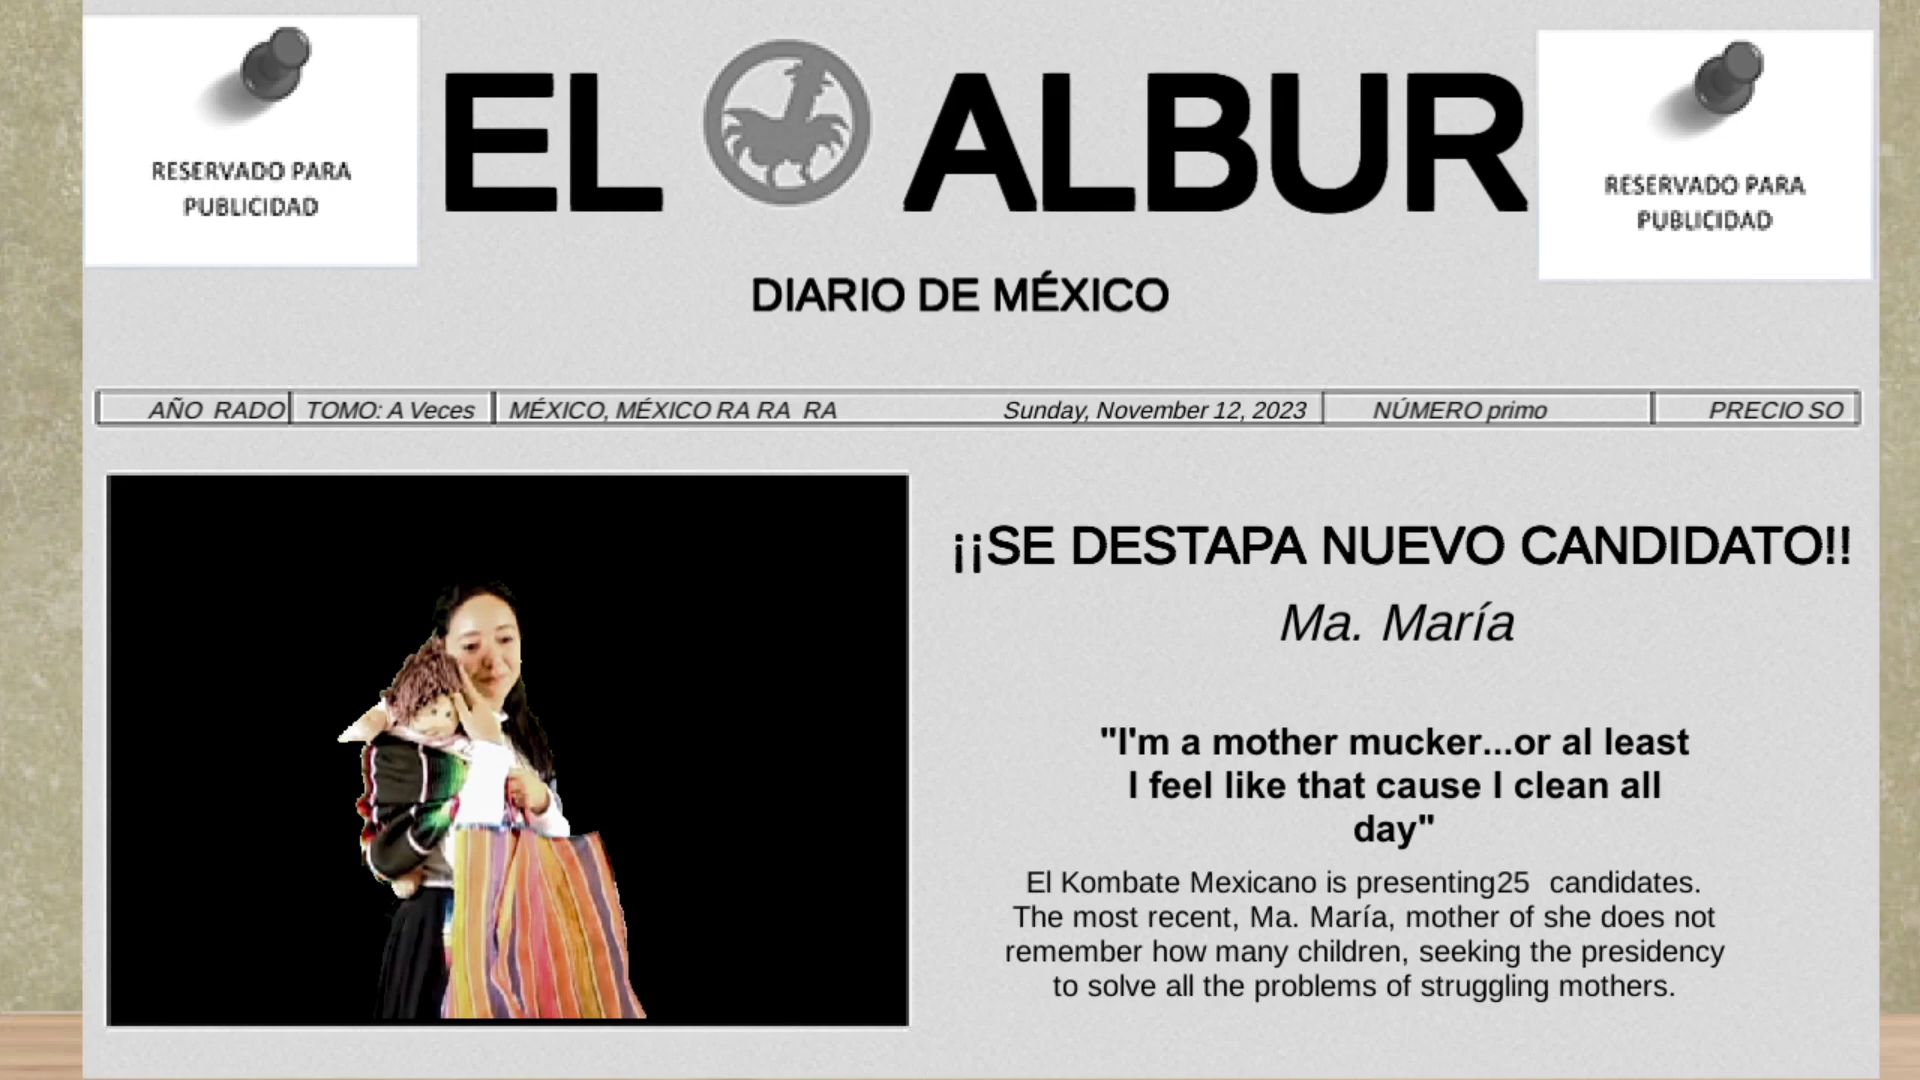 RESERVADO PARA
PUBLICIDAD
EL ALBUR
RESERVADO PARA
PUBLICIDAD
DIARIO DE MÉXICO
AÑO RADO TOMO: A Veces MÉXICO, MÉXICO RA RA RA Sunday, November 12, 2023 NÚMERO primo PRECIO SO
¡¡SE DESTAPA NUEVO CANDIDATO!!
Ma. María
"I'm a mother mucker...or al least
I feel like that cause I clean all
day"
El Kombate Mexicano is presenting25 candidates.
The most recent, Ma. María, mother of she does not
remember how many children, seeking the presidency
to solve all the problems of struggling mothers.